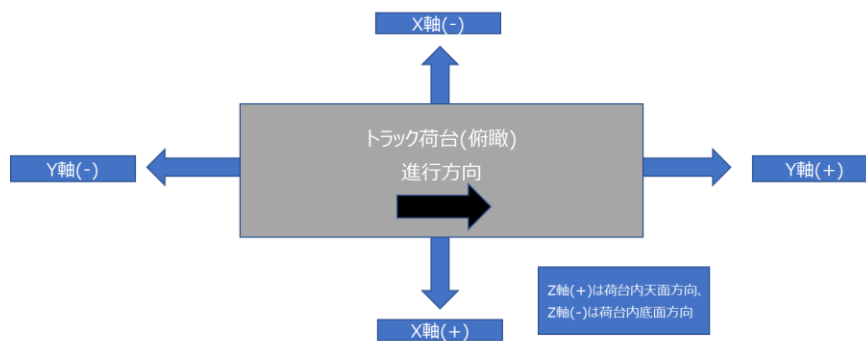 X軸(-)
トラック荷台(俯瞰)
進行方向
Y軸(-)
Y軸(+)
Z軸(+)は荷台内天面方向、
Z軸(-)は荷台内底面方向
X軸(+)